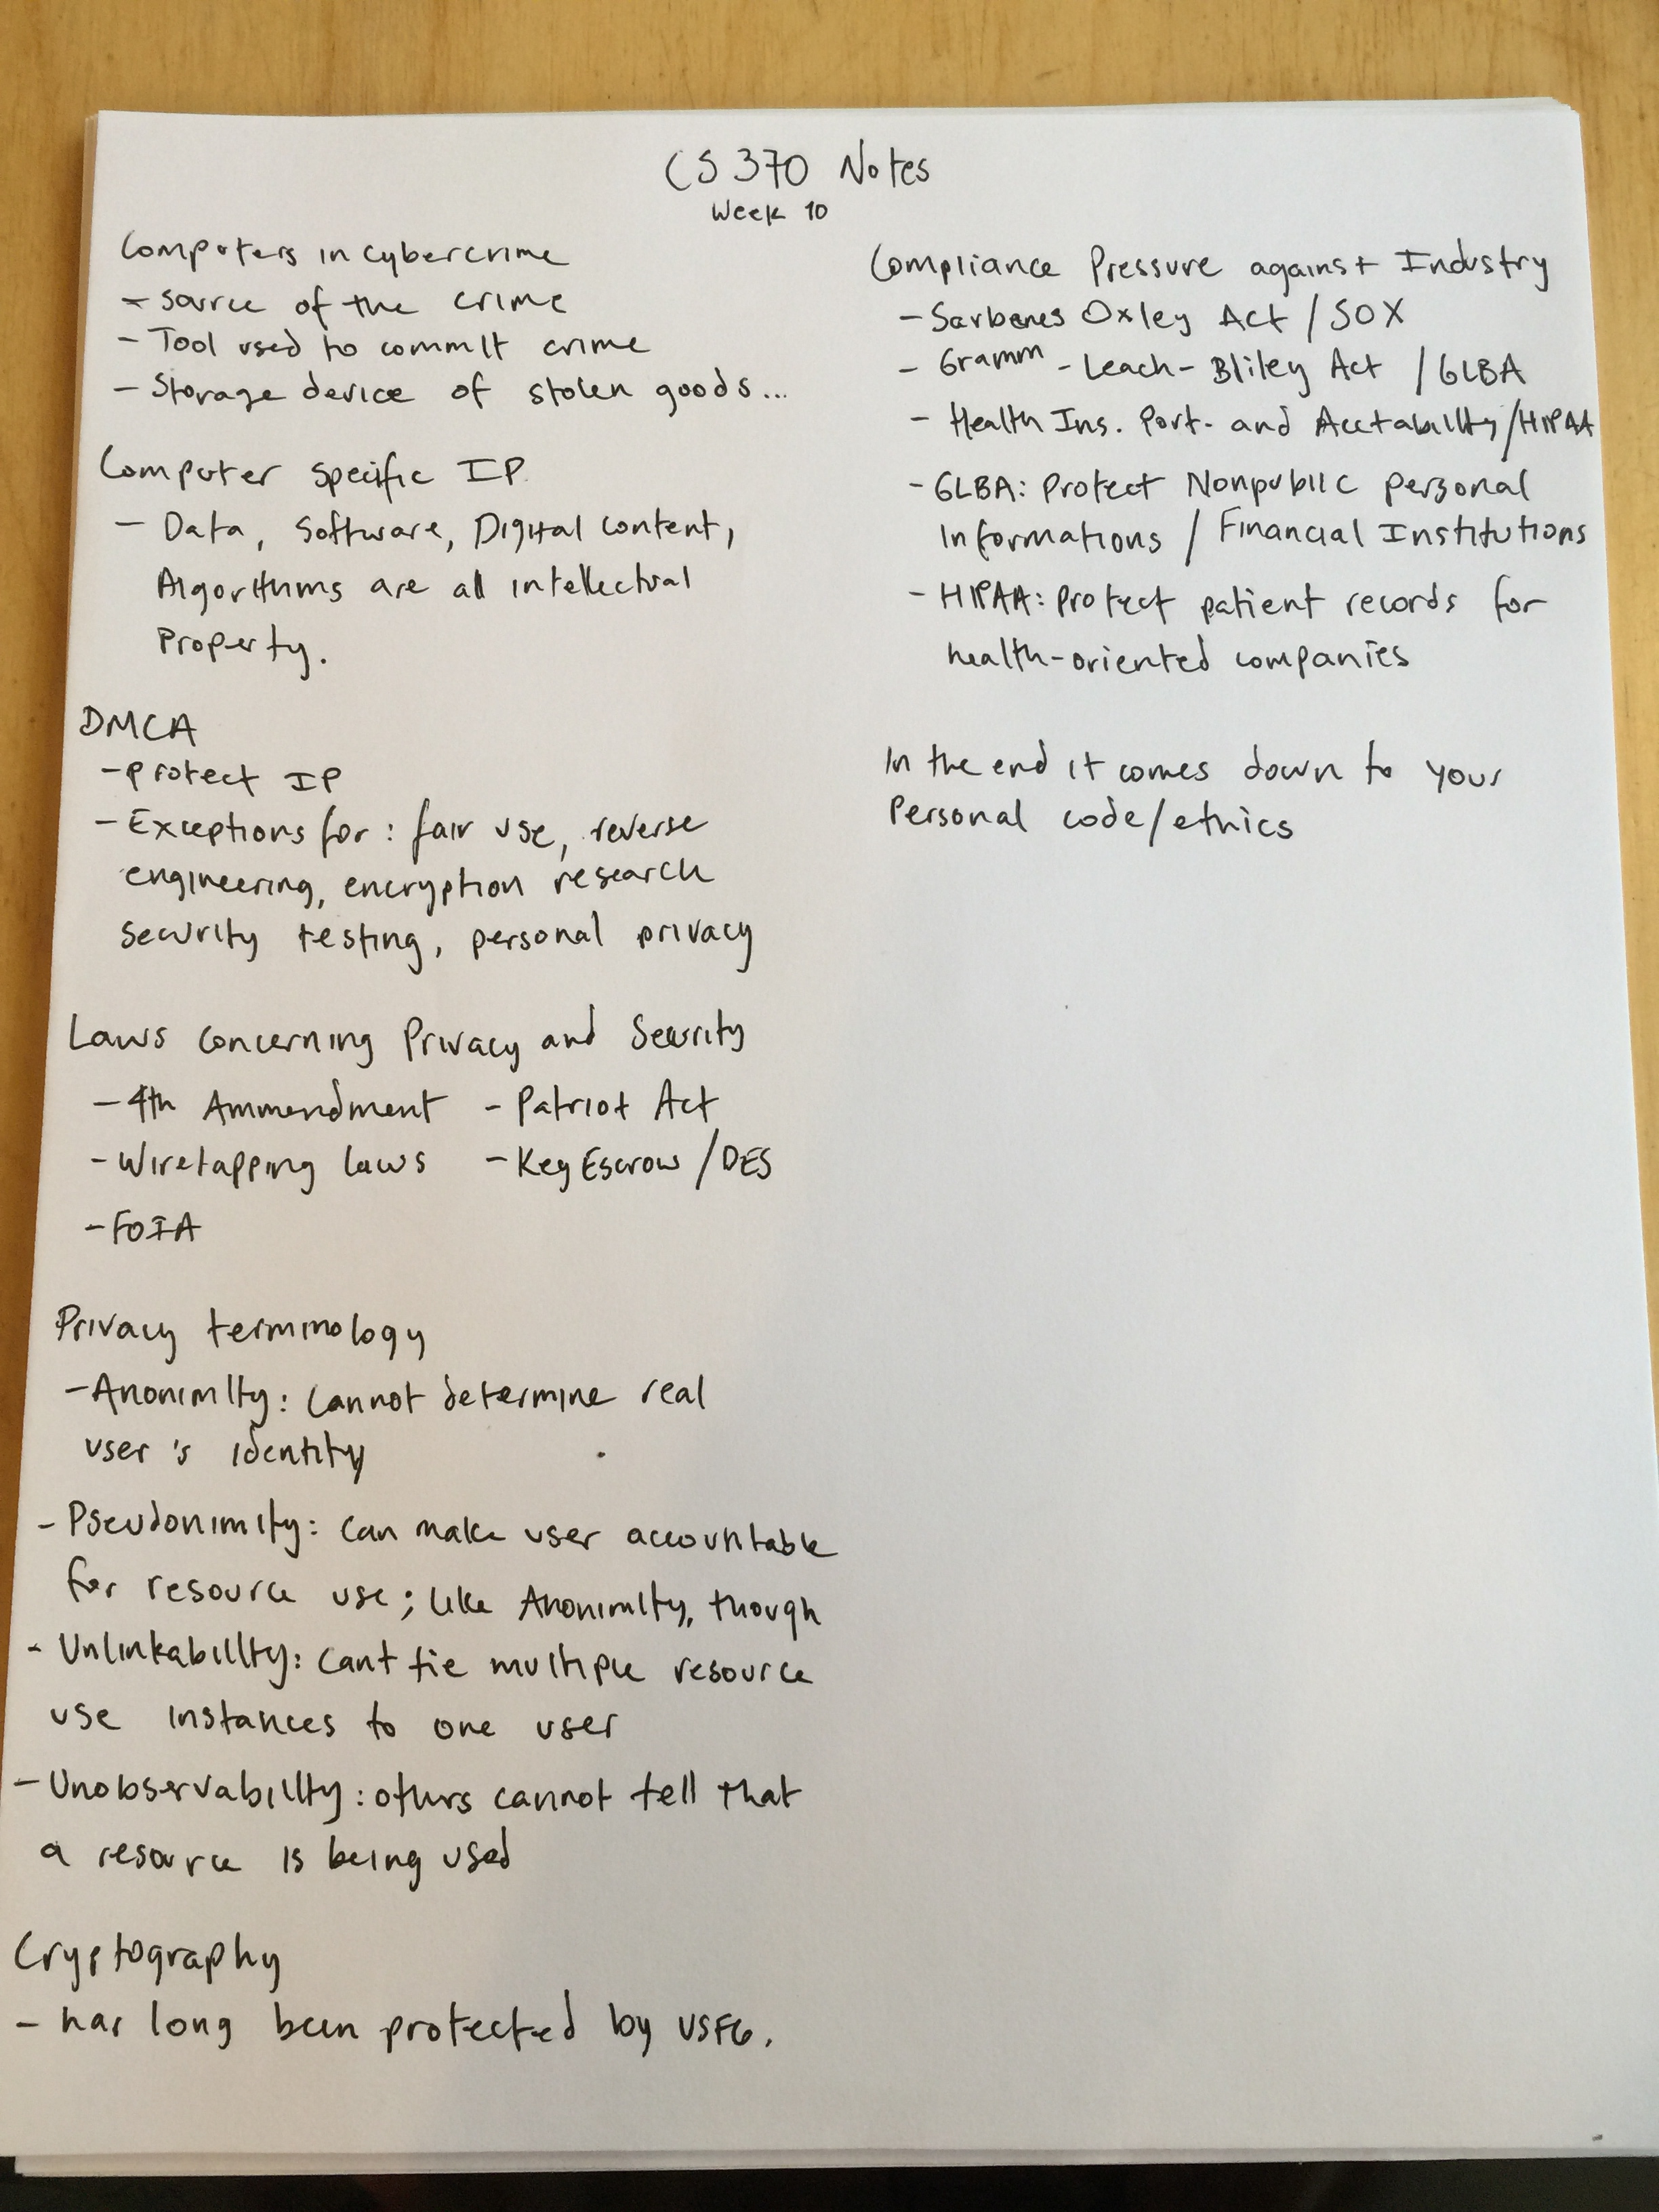 CS 370 Notes
Week 10
Computers in cybercrime
- source of the crime
- Tool used to commit crime
- Storage device of stolen goods...
Computer specific IP
- Data, Software, Digital content,
Algorithms are all intellectual
Property.
DMCA
- protect IP
- Exceptions for: fair use, reverse
engineering, encryption research
security testing, personal privacy
Laws concerning Privacy and Security
- 4th Ammendment - Patriot Act
- Wiretapping laws - Key Escrow / DES
- FOIA
Privacy terminology
- Anonimity: cannot determine real
user's identity
- Pseudonimity: can make user accountable
for resource use; like Anonimity, though
- Unlinkability: cant tie multiple resource
use instances to one user
- Unobservability: others cannot tell that
a resource is being used
Cryptography
- has long been protected by USFG.
Compliance Pressure against Industry
- Sarbenes Oxley Act / SOX
- Gramm - Leach - Bliley Act / GLBA
- Health Ins. Port. and Acctability / HIPAA
- GLBA: Protect Nonpublic personal
informations / Financial Institutions
- HIPAA: Protect patient records for
health-oriented companies
In the end it comes down to your
Personal code/ethics